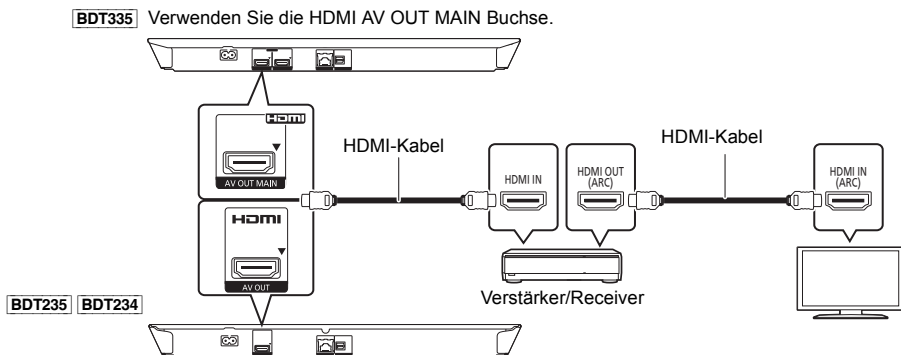 BDT335 Verwenden Sie die HDMI AV OUT MAIN Buchse.
HDMI
AV OUT MAIN
HDMI-Kabel
HDMI IN
HDMI OUT
(ARC)
HDMI-Kabel
HDMI IN
(ARC)
HDMI
AV OUT
Verstärker/Receiver
BDT235 BDT234